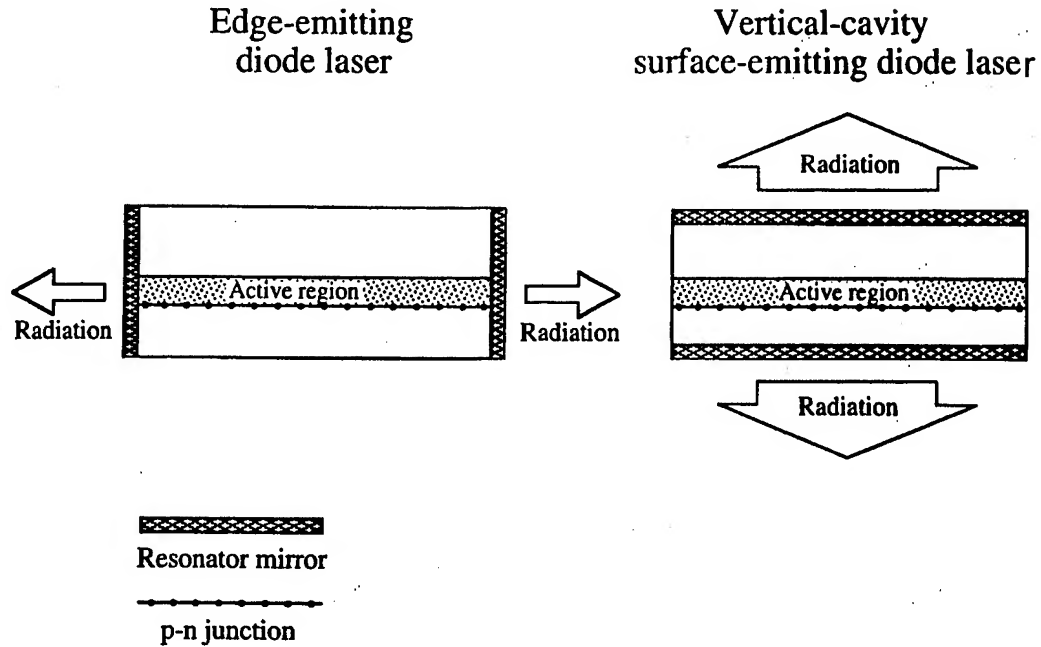 Edge-emitting
diode laser
Vertical-cavity
surface-emitting diode laser
Radiation
Active region
Radiation
Radiation
Active region
Radiation
Resonator mirror
p-n junction